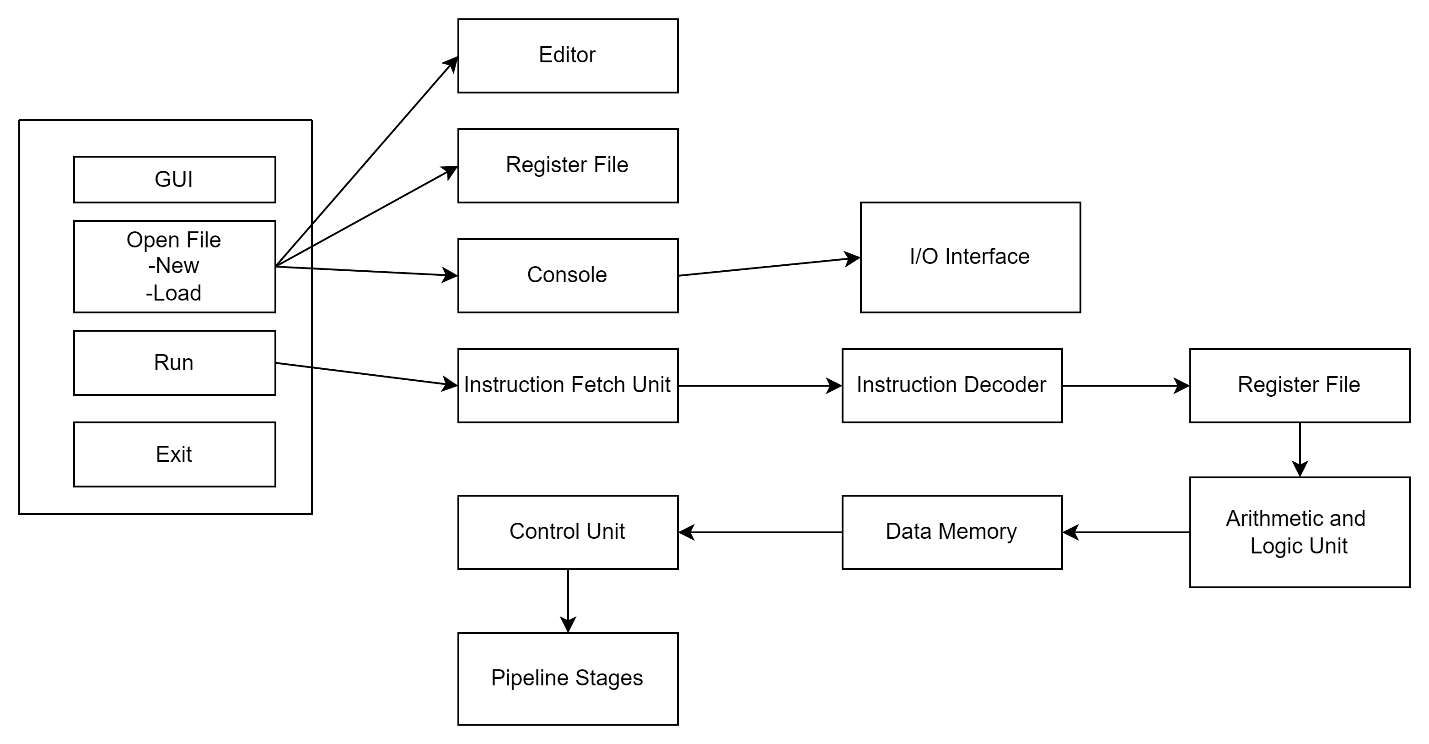 Editor
Register File
GUI
Open File
-New
-Load
Console
I/O Interface
Run
Instruction Fetch Unit
Instruction Decoder
Register File
Exit
Control Unit
Data Memory
Arithmetic and
Logic Unit
Pipeline Stages